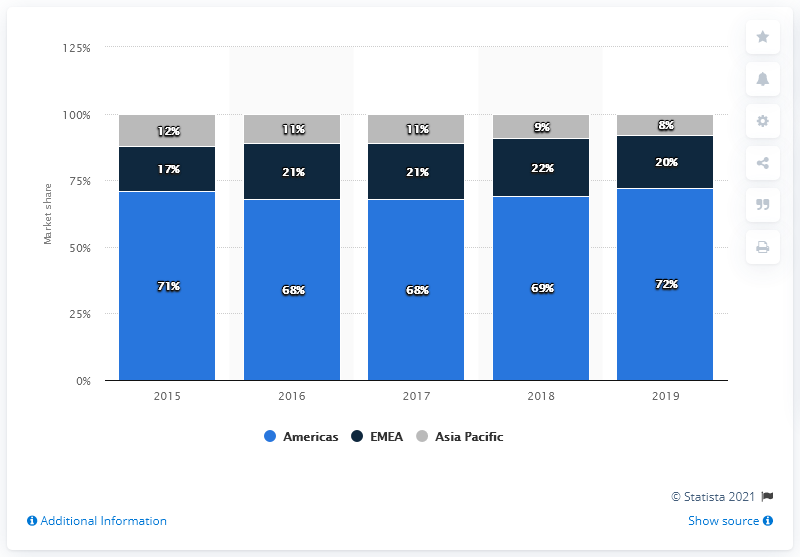 125%
100%
75%
50%
25%
0%
Market share
12% 11% 11% 9% 8%
17% 21% 21% 22% 20%
71% 68% 68% 69% 72%
2015 2016 2017 2018 2019
Americas EMEA Asia Pacific
© Statista 2021
Additional Information Show source